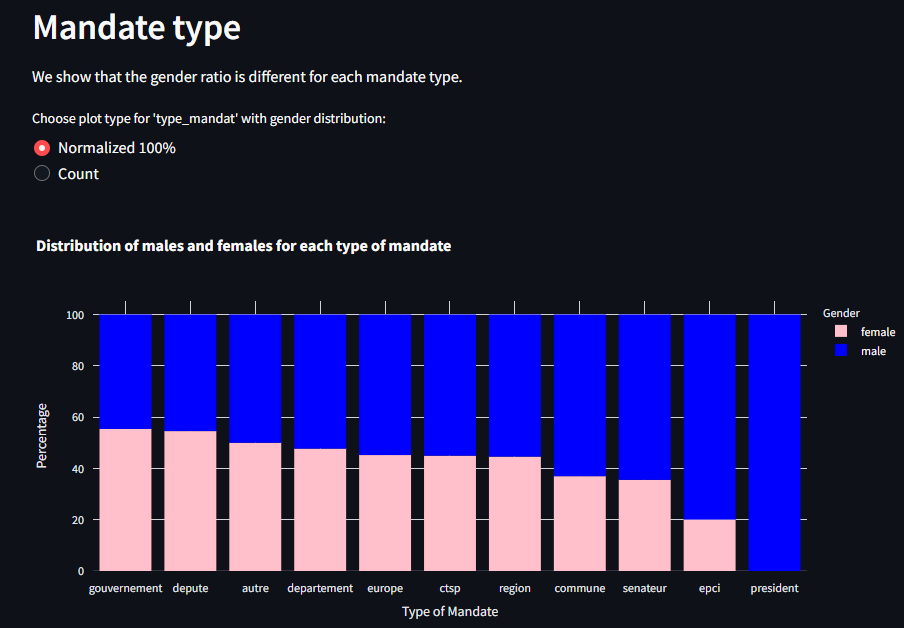 Mandate type
We show that the gender ratio is different for each mandate type.
Choose plot type for 'type_mandat' with gender distribution:
Normalized 100%
Count
Distribution of males and females for each type of mandate
Gender
female
male
100
80
60
40
20
0
Percentage
gouvernement depute autre departement europe ctsp region commune senateur epci president
Type of Mandate